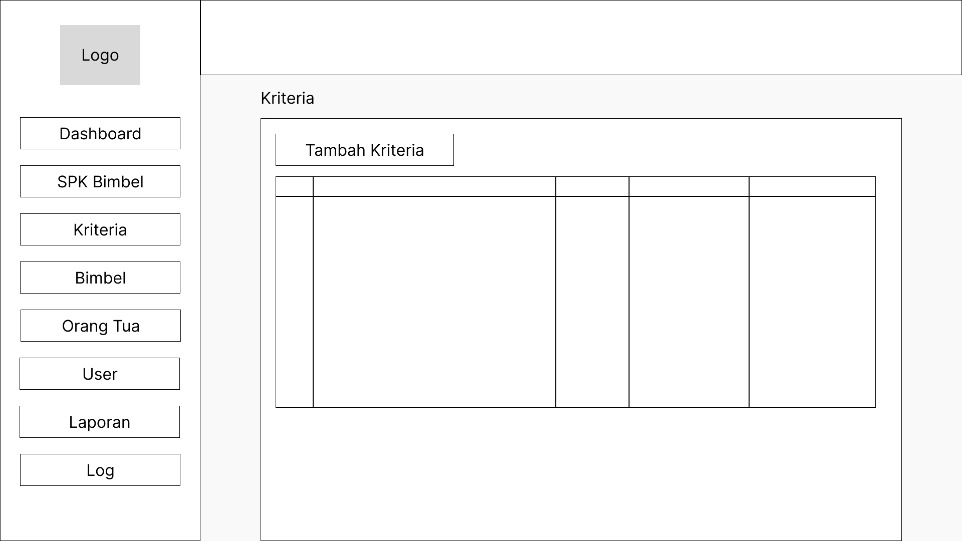 Logo
Dashboard
SPK Bimbel
Kriteria
Bimbel
Orang Tua
User
Laporan
Log
Kriteria
Tambah Kriteria